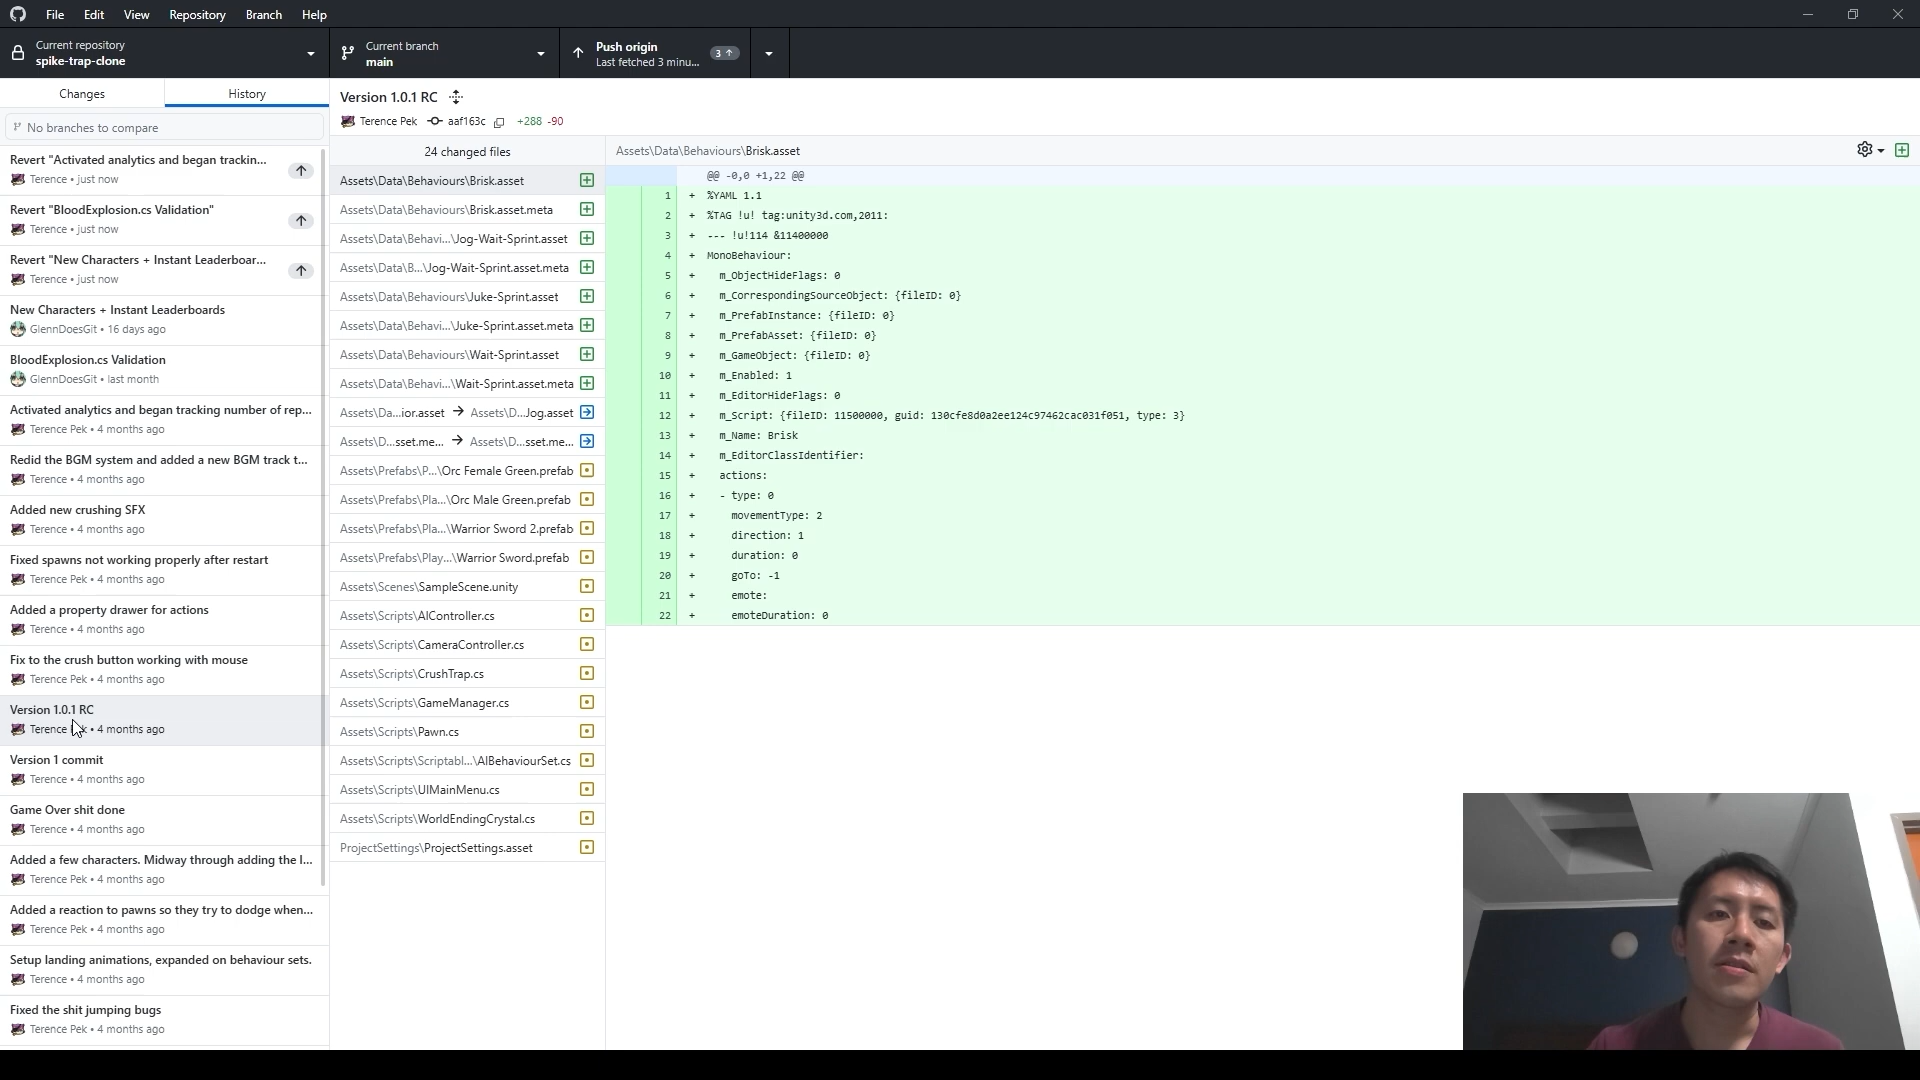 File Edit View Repository Branch Help
Current repository
spike-trap-clone
Current branch
main
Push origin
Last fetched 3 minu...
3
Changes
History
No branches to compare
Revert "Activated analytics and began trackin...
Terence • just now
Revert "BloodExplosion.cs Validation"
Terence • just now
Revert "New Characters + Instant Leaderboar...
Terence • just now
New Characters + Instant Leaderboards
GlennDoesGit • 16 days ago
BloodExplosion.cs Validation
GlennDoesGit • last month
Activated analytics and began tracking number of rep...
Terence Pek • 4 months ago
Redid the BGM system and added a new BGM track t...
Terence Pek • 4 months ago
Added new crushing SFX
Terence Pek • 4 months ago
Fixed spawns not working properly after restart
Terence Pek • 4 months ago
Added a property drawer for actions
Terence Pek • 4 months ago
Fix to the crush button working with mouse
Terence Pek • 4 months ago
Version 1.0.1 RC
Terence Pek • 4 months ago
Version 1 commit
Terence • 4 months ago
Game Over shit done
Terence • 4 months ago
Added a few characters. Midway through adding the l...
Terence Pek • 4 months ago
Added a reaction to pawns so they try to dodge when...
Terence Pek • 4 months ago
Setup landing animations, expanded on behaviour sets.
Terence • 4 months ago
Fixed the shit jumping bugs
Terence Pek • 4 months ago
Version 1.0.1 RC
Terence Pek aaf163c +288 -90
24 changed files
Assets\Data\Behaviours\Brisk.asset
Assets\Data\Behaviours\Brisk.asset.meta
Assets\Data\Behavi...\Jog-Wait-Sprint.asset
Assets\Data\B...\Jog-Wait-Sprint.asset.meta
Assets\Data\Behaviours\Juke-Sprint.asset
Assets\Data\Behavi...\Juke-Sprint.asset.meta
Assets\Data\Behaviours\Wait-Sprint.asset
Assets\Data\Behavi...\Wait-Sprint.asset.meta
Assets\Da...ior.asset → Assets\D...Jog.asset
Assets\D...sset.me... → Assets\D...sset.me...
Assets\Prefabs\P...\Orc Female Green.prefab
Assets\Prefabs\Pla...\Orc Male Green.prefab
Assets\Prefabs\Pla...\Warrior Sword 2.prefab
Assets\Prefabs\Play...\Warrior Sword.prefab
Assets\Scenes\SampleScene.unity
Assets\Scripts\AIController.cs
Assets\Scripts\CameraController.cs
Assets\Scripts\CrushTrap.cs
Assets\Scripts\GameManager.cs
Assets\Scripts\Pawn.cs
Assets\Scripts\Scriptabl...\AIBehaviourSet.cs
Assets\Scripts\UIMainMenu.cs
Assets\Scripts\WorldEndingCrystal.cs
ProjectSettings\ProjectSettings.asset
Assets\Data\Behaviours\Brisk.asset
@@ -0,0 +1,22 @@
1 + %YAML 1.1
2 + %TAG !u! tag:unity3d.com,2011:
3 + --- !u!114 &11400000
4 + MonoBehaviour:
5 + m_ObjectHideFlags: 0
6 + m_CorrespondingSourceObject: {fileID: 0}
7 + m_PrefabInstance: {fileID: 0}
8 + m_PrefabAsset: {fileID: 0}
9 + m_GameObject: {fileID: 0}
10 + m_Enabled: 1
11 + m_EditorHideFlags: 0
12 + m_Script: {fileID: 11500000, guid: 130cfe8d0a2ee124c97462cac031f051, type: 3}
13 + m_Name: Brisk
14 + m_EditorClassIdentifier:
15 + actions:
16 + - type: 0
17 + movementType: 2
18 + direction: 1
19 + duration: 0
20 + goTo: -1
21 + emote:
22 + emoteDuration: 0